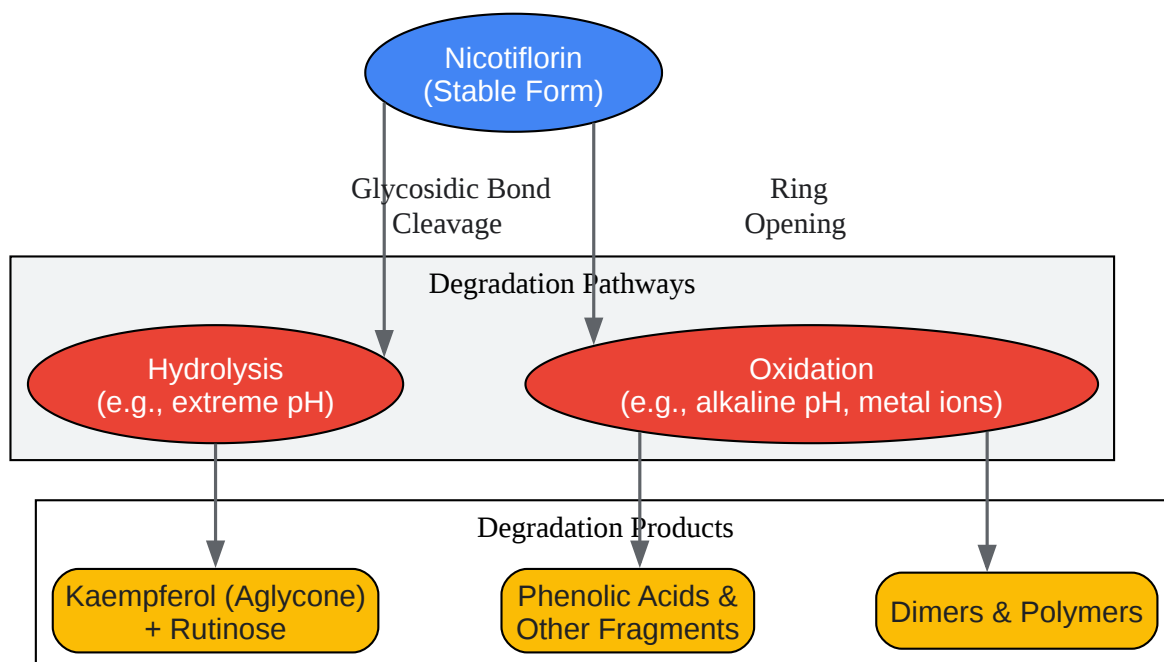 Nicotiflorin
(Stable Form)
Glycosidic Bond
Cleavage
Ring
Opening
Degradation Pathways
Hydrolysis
(e.g., extreme pH)
Oxidation
(e.g., alkaline pH, metal ions)
Degradation Products
Kaempferol (Aglycone)
+ Rutinose
Phenolic Acids &
Other Fragments
Dimers & Polymers